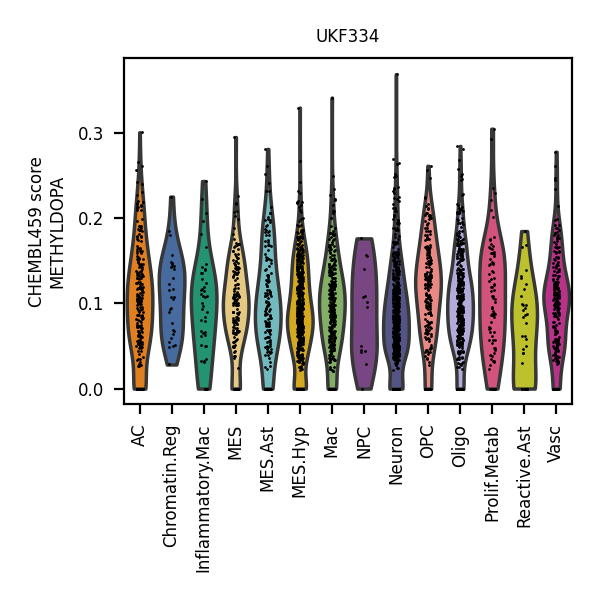 UKF334
CHEMBL459 score
METHYLDOPA
0.3
0.2
0.1
0.0
AC
Chromatin.Reg
Inflammatory.Mac
MES
MES.Ast
MES.Hyp
Mac
NPC
Neuron
OPC
Oligo
Prolif.Metab
Reactive.Ast
Vasc